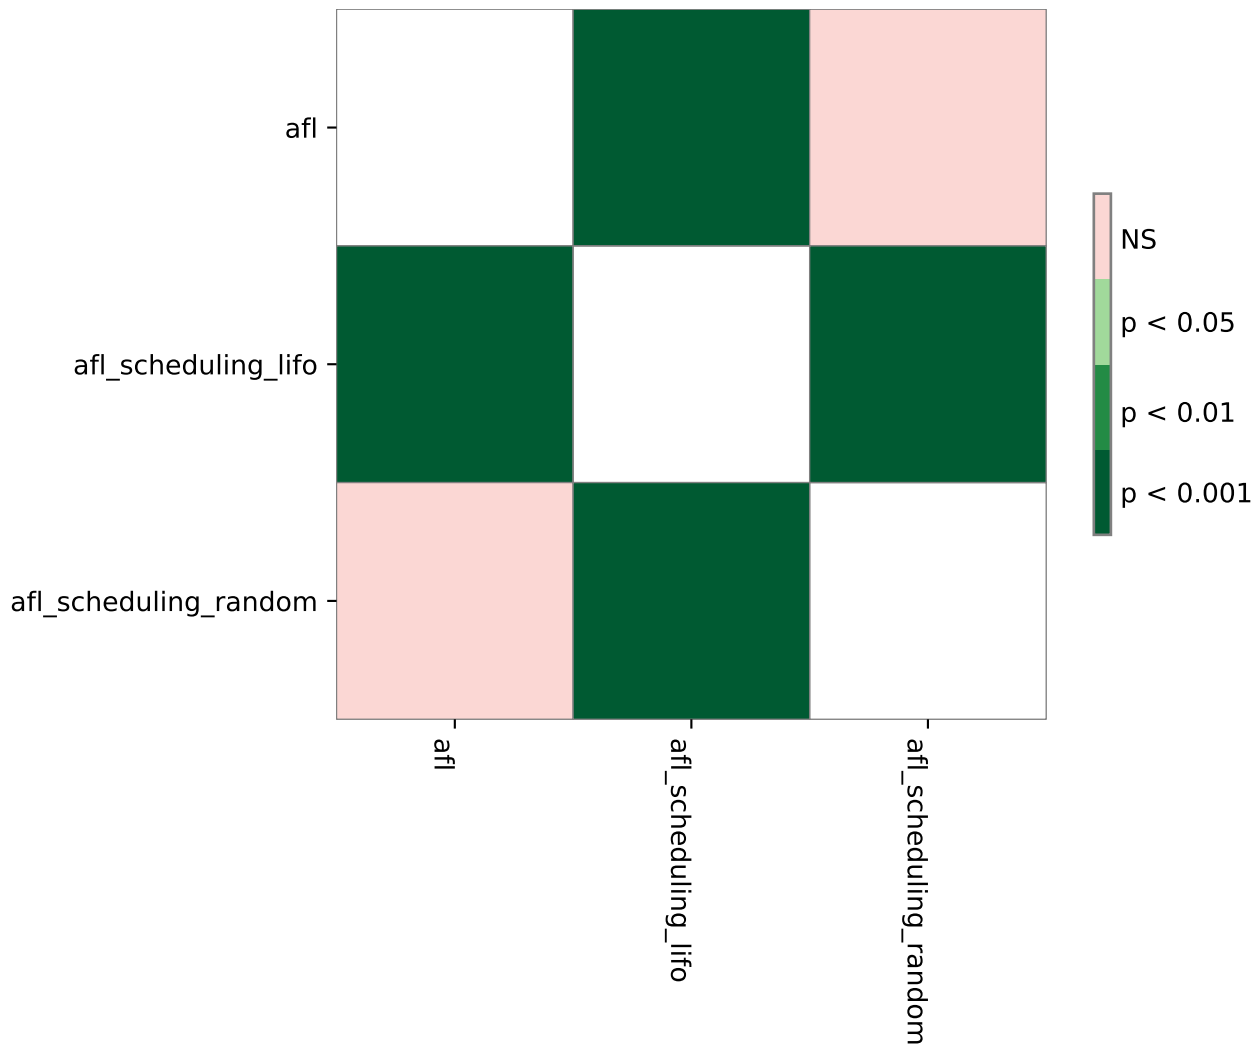 afl
afl_scheduling_lifo
afl_scheduling_random
afl
afl_scheduling_lifo
afl_scheduling_random
NS
p < 0.05
p < 0.01
p < 0.001